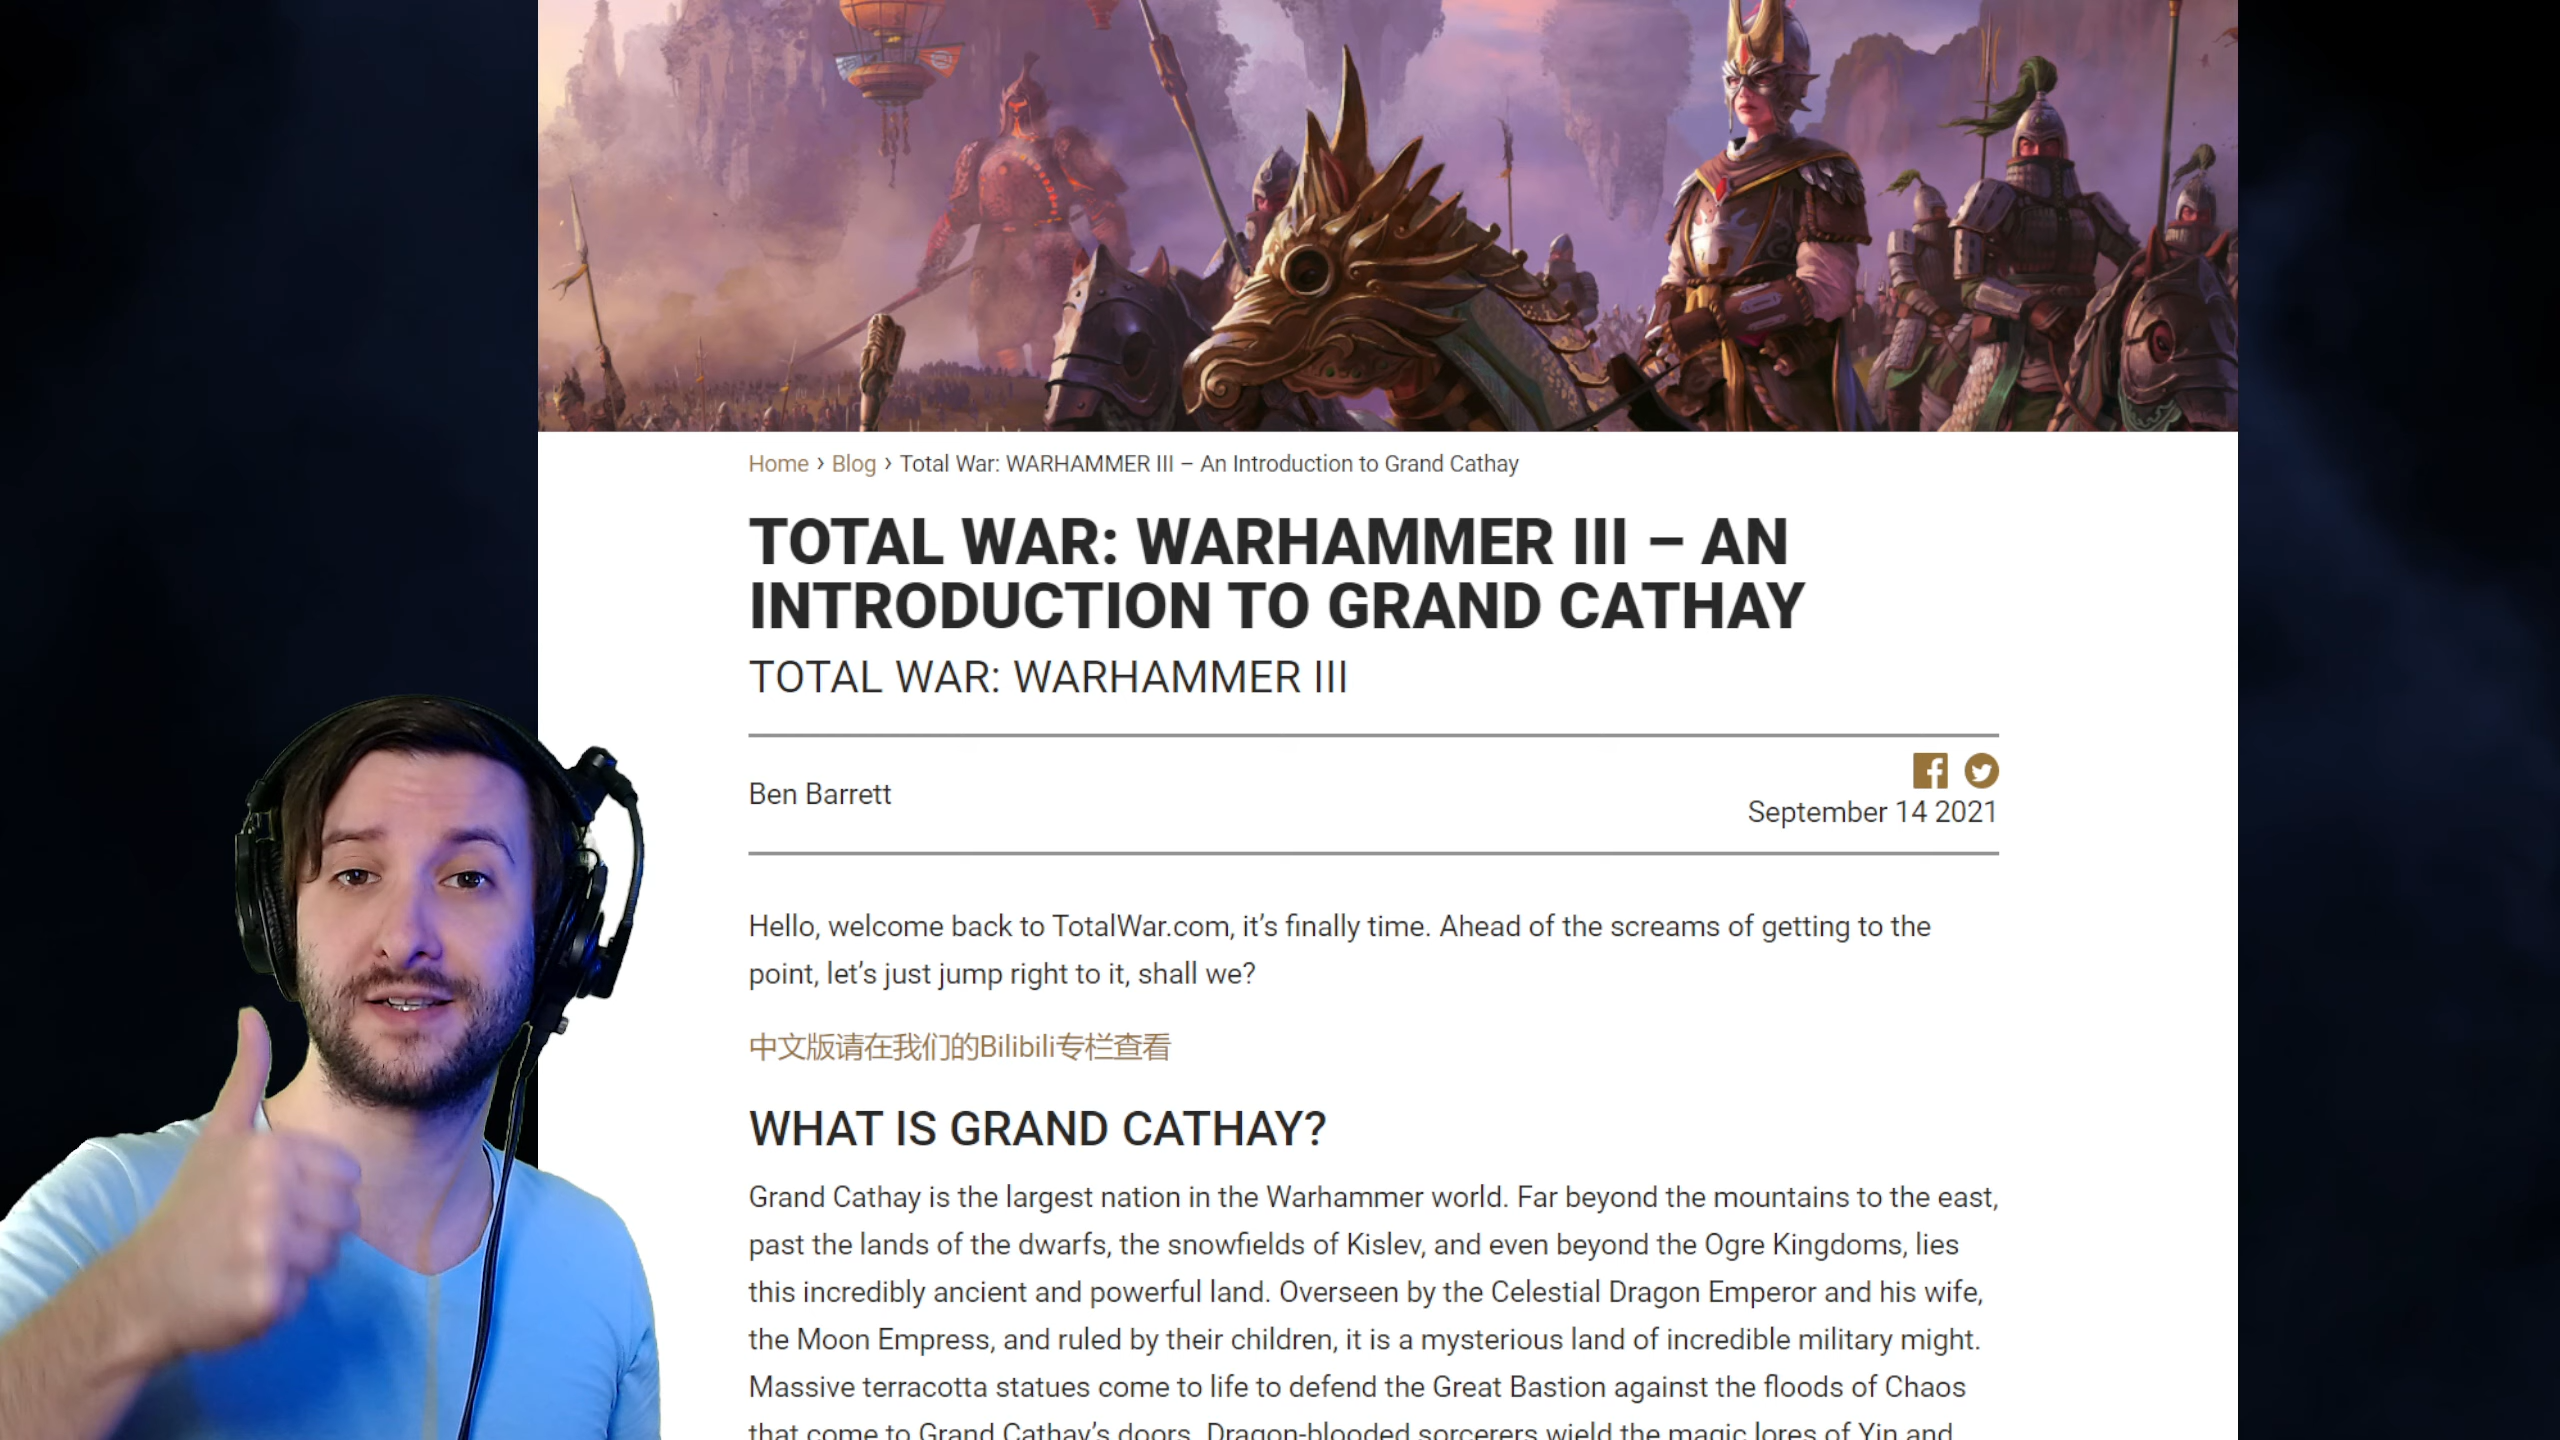 Home › Blog › Total War: WARHAMMER III – An Introduction to Grand Cathay
TOTAL WAR: WARHAMMER III – AN
INTRODUCTION TO GRAND CATHAY
TOTAL WAR: WARHAMMER III
Ben Barrett
September 14 2021
Hello, welcome back to TotalWar.com, it’s finally time. Ahead of the screams of getting to the
point, let’s just jump right to it, shall we?
中文版请在我们的Bilibili专栏查看
WHAT IS GRAND CATHAY?
Grand Cathay is the largest nation in the Warhammer world. Far beyond the mountains to the east,
past the lands of the dwarfs, the snowfields of Kislev, and even beyond the Ogre Kingdoms, lies
this incredibly ancient and powerful land. Overseen by the Celestial Dragon Emperor and his wife,
the Moon Empress, and ruled by their children, it is a mysterious land of incredible military might.
Massive terracotta statues come to life to defend the Great Bastion against the floods of Chaos
that come to Grand Cathay’s doors. Dragon-blooded sorcerers wield the magic lores of Yin and